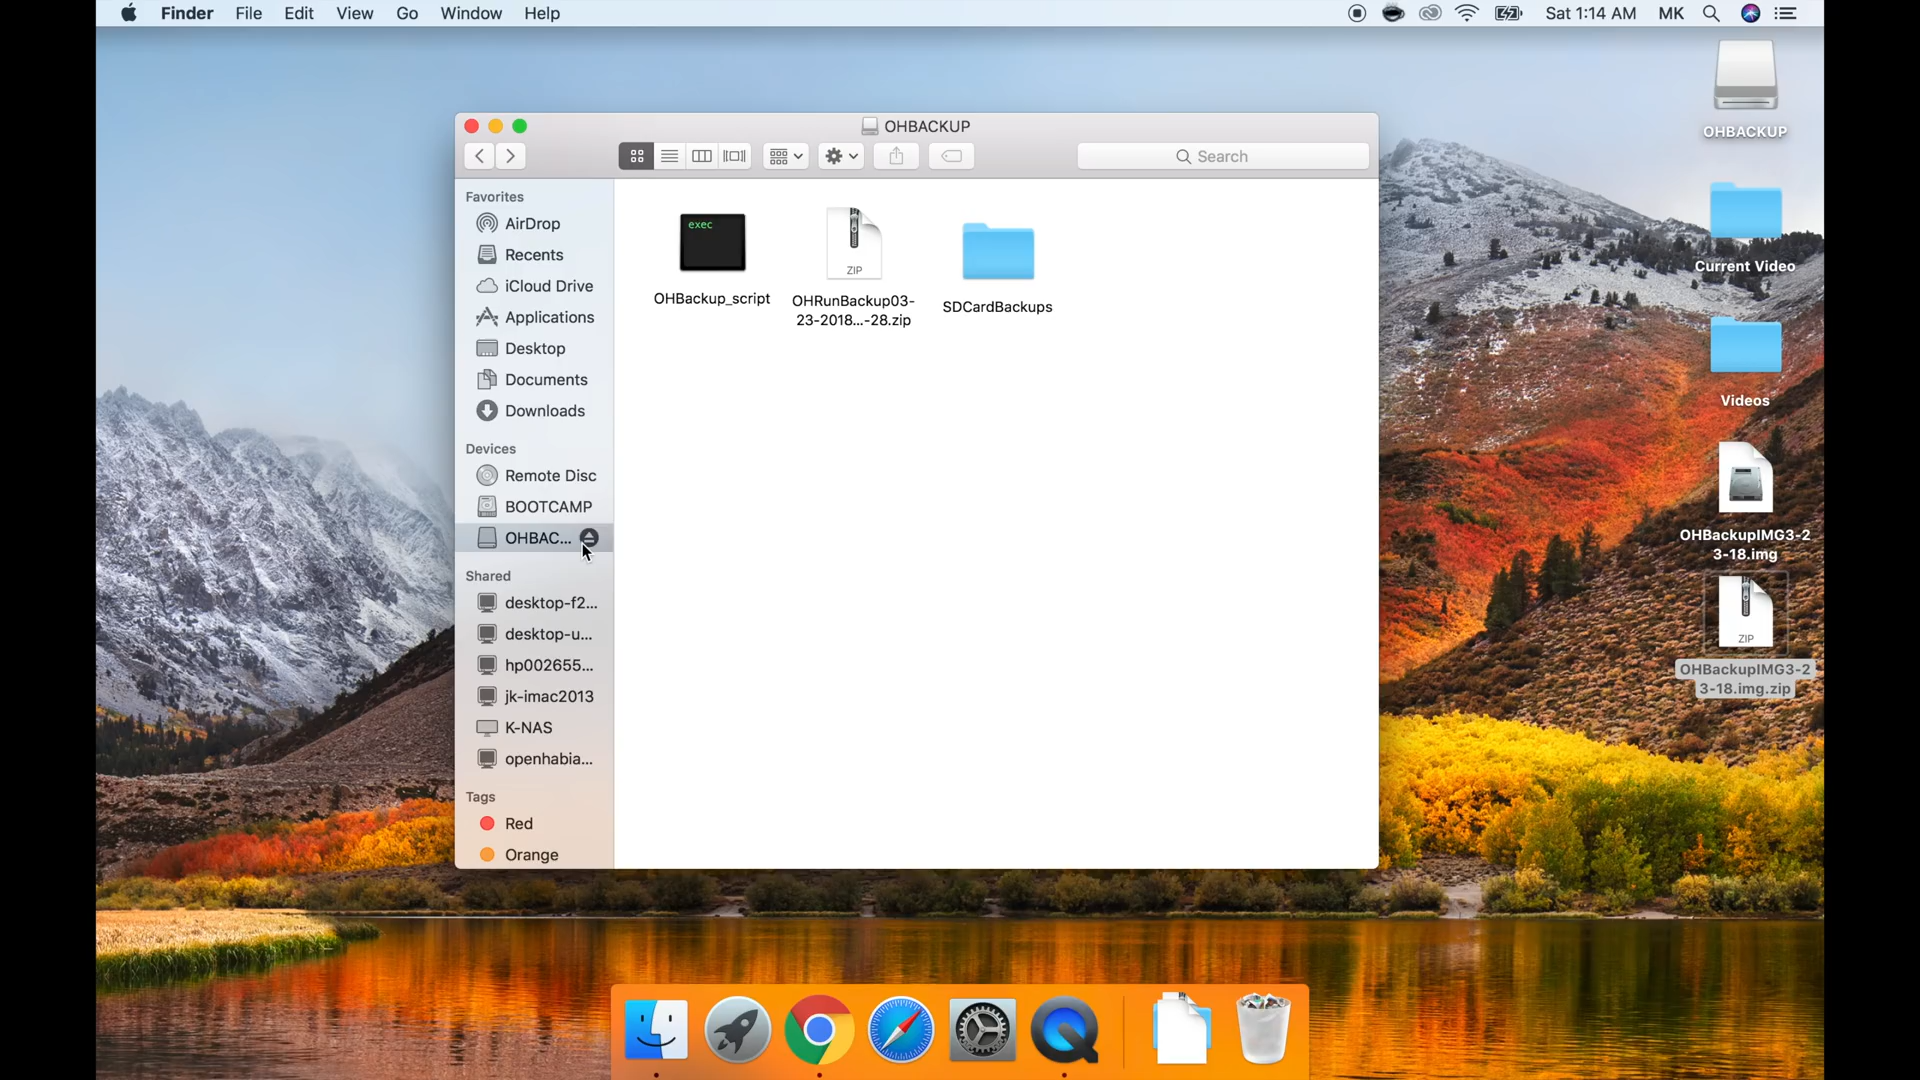 Finder File Edit View Go Window Help Sat 1:14 AM MK
OHBACKUP
Search
Favorites
AirDrop
Recents
iCloud Drive
Applications
Desktop
Documents
Downloads
Devices
Remote Disc
BOOTCAMP
OHBAC...
Shared
desktop-f2...
desktop-u...
hp002655...
jk-imac2013
K-NAS
openhabia...
Tags
Red
Orange
exec
OHBackup_script
ZIP
OHRunBackup03-
23-2018...-28.zip
SDCardBackups
OHBACKUP
Current Video
Videos
OHBackupIMG3-2
3-18.img
ZIP
OHBackupIMG3-2
3-18.img.zip